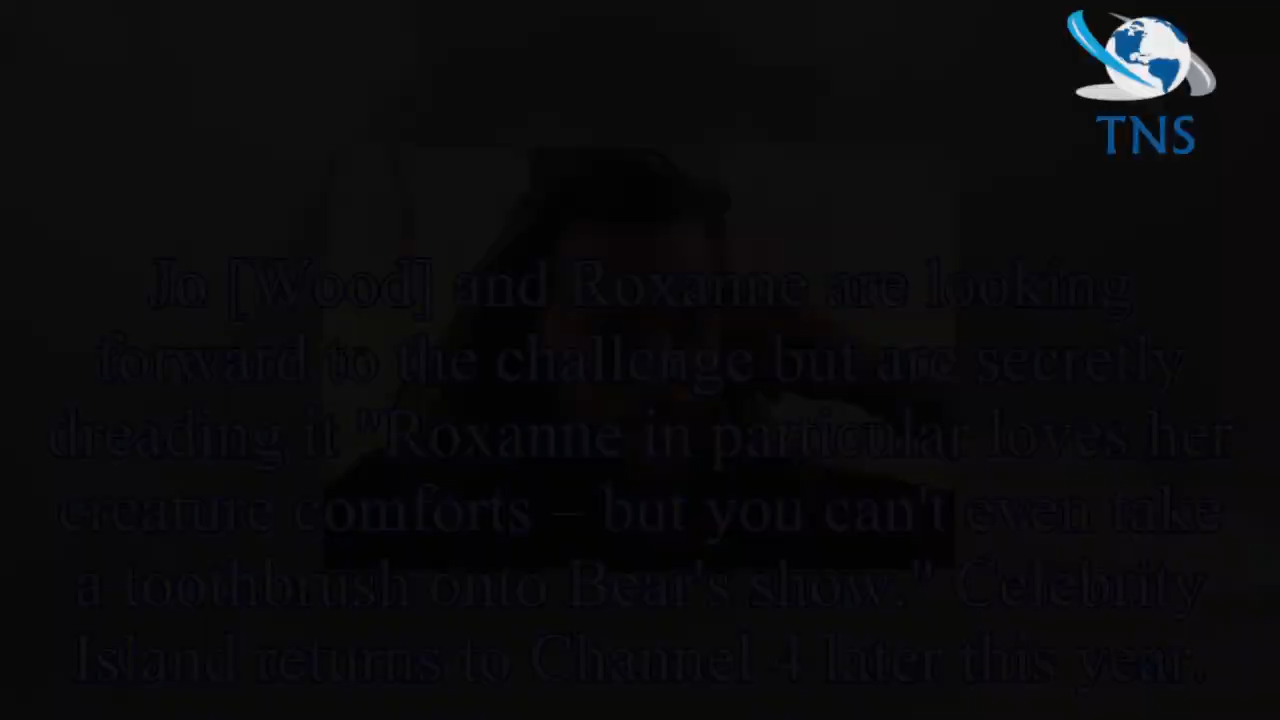 TNS
Jo [Wood] and Roxanne are looking
forward to the challenge but are secretly
dreading it "Roxanne in particular loves her
creature comforts – but you can't even take
a toothbrush onto Bear's show." Celebrity
Island returns to Channel 4 later this year.